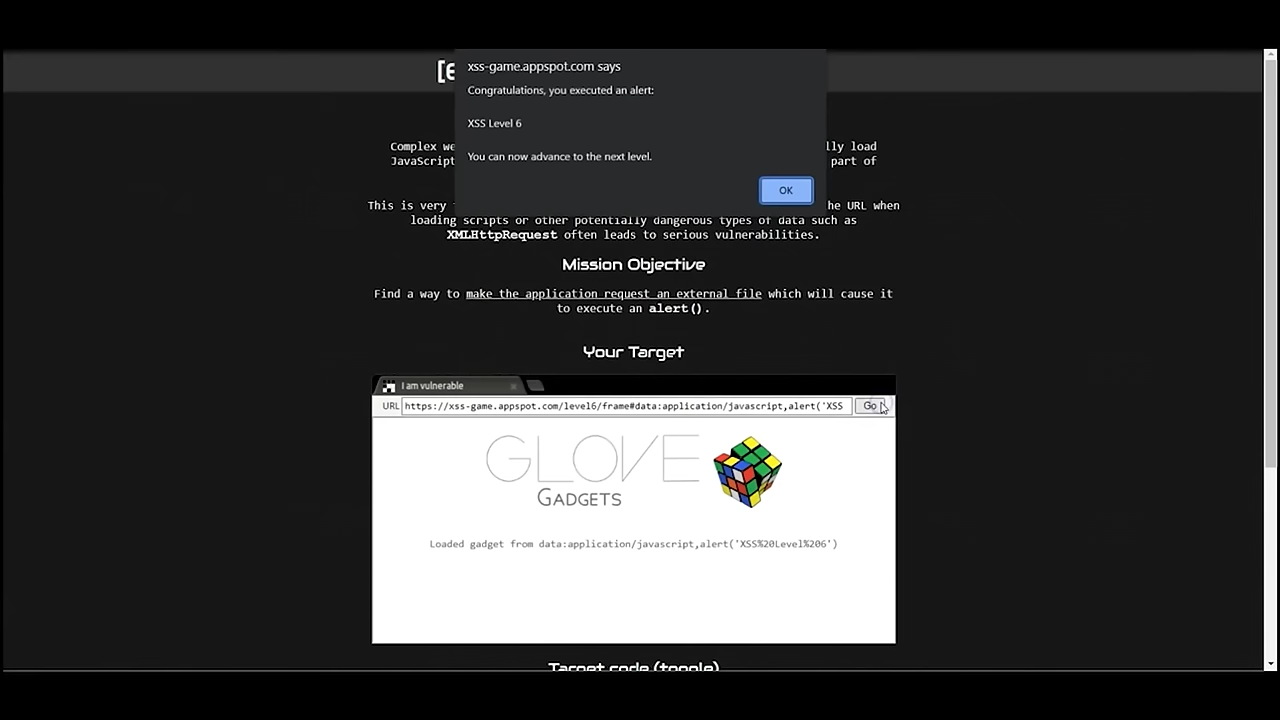 [
xss-game.appspot.com says
Congratulations, you executed an alert:
XSS Level 6
You can now advance to the next level.
OK
Complex we lly load
JavaScript part of
This is very he URL when
loading scripts or other potentially dangerous types of data such as
XMLHttpRequest often leads to serious vulnerabilities.
Mission Objective
Find a way to make the application request an external file which will cause it
to execute an alert().
Your Target
I am vulnerable
URL https://xss-game.appspot.com/level6/frame#data:application/javascript,alert('XSS Go
GLOVE
GADGETS
Loaded gadget from data:application/javascript,alert('XSS%20Level%206')
Target code (toggle)